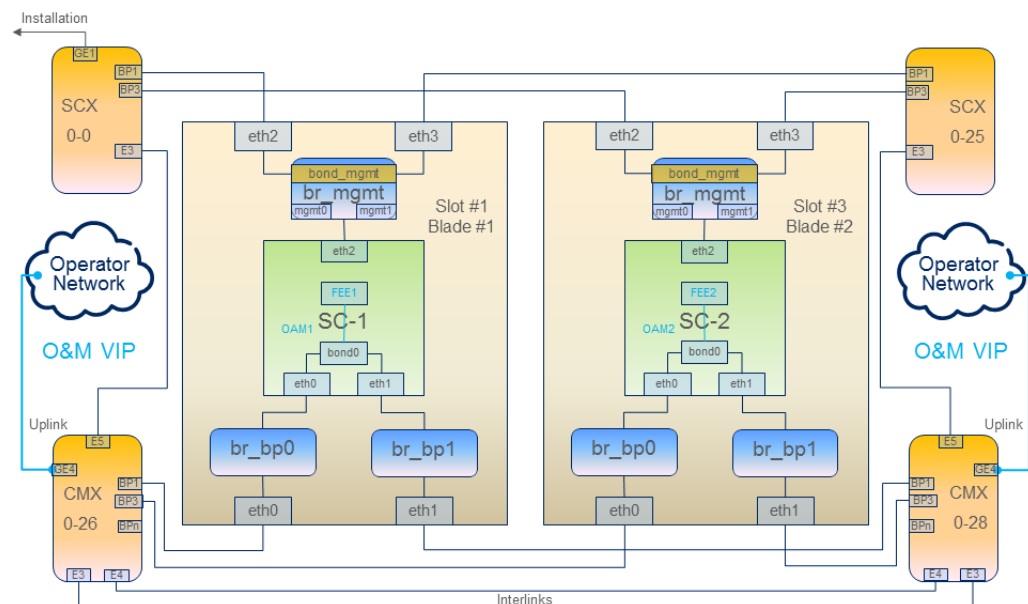 Installation
GE1
BP1
BP3
SCX
0-0
E3
BP1
BP3
SCX
0-25
E3
eth2
eth3
bond_mgmt
br_mgmt
mgmt0
mgmt1
Slot #1
Blade #1
eth2
FEE1
OAM1
SC-1
bond0
eth0
eth1
br_bp0
br_bp1
eth0
eth1
eth2
eth3
bond_mgmt
br_mgmt
mgmt0
mgmt1
Slot #3
Blade #2
eth2
FEE2
OAM2
SC-2
bond0
eth0
eth1
br_bp0
br_bp1
eth0
eth1
Operator
Network
O&M VIP
Uplink
Operator
Network
O&M VIP
Uplink
E5
GE4
BP1
CMX
BP3
0-26
BPn
E3
E4
E5
GE4
BP1
CMX
BP3
0-28
BPn
E4
E3
Interlinks